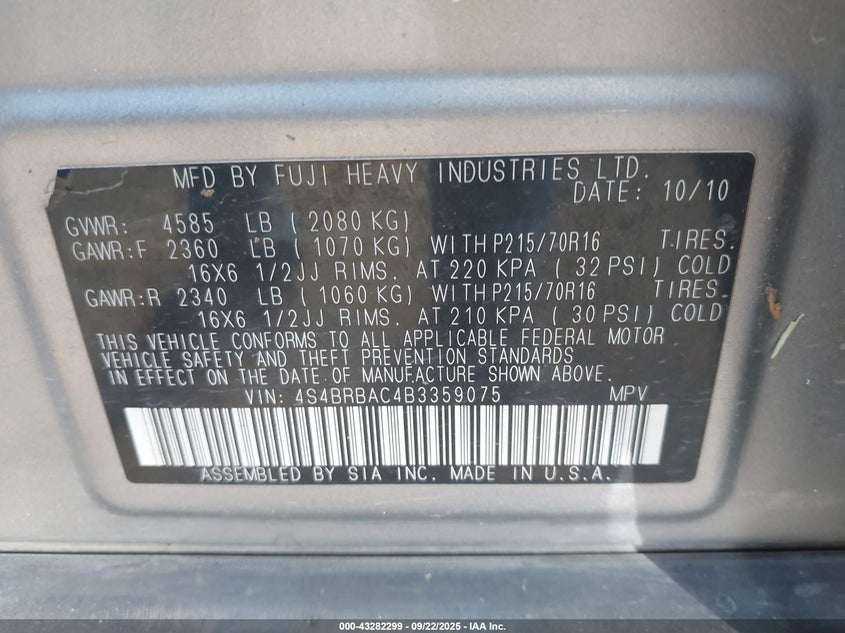 MFD BY FUJI HEAVY INDUSTRIES LTD.
DATE: 10/10
GVWR: 4585 LB ( 2080 KG)
GAWR:F 2360 LB ( 1070 KG) WITH P215/70R16 TIRES.
16X6 1/2JJ RIMS. AT 220 KPA ( 32 PSI) COLD
GAWR:R 2340 LB ( 1060 KG) WITH P215/70R16 TIRES.
16X6 1/2JJ RIMS. AT 210 KPA ( 30 PSI) COLD
THIS VEHICLE CONFORMS TO ALL APPLICABLE FEDERAL MOTOR
VEHICLE SAFETY AND THEFT PREVENTION STANDARDS
IN EFFECT ON THE DATE OF MANUFACTURE SHOWN ABOVE.
VIN: 4S4BRBAC4B3359075 MPV
ASSEMBLED BY SIA INC. MADE IN U.S.A.
000-43282299 - 09/22/2025 - IAA Inc.